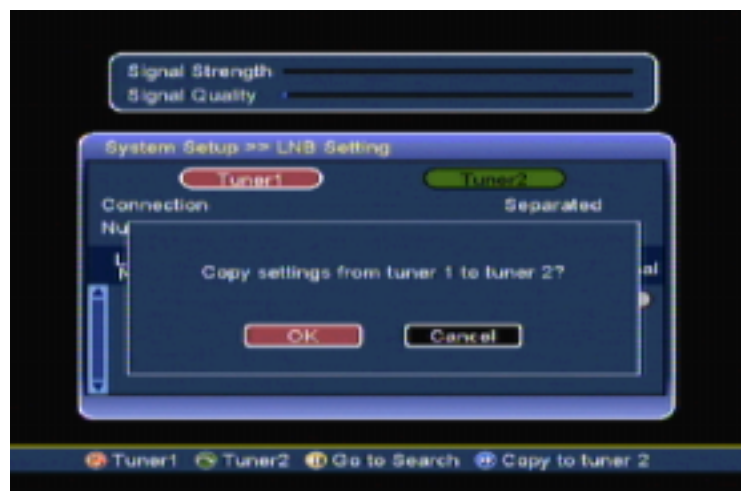 Signal Strength
Signal Quality
System Setup >> LNB Setting
Tuner1 Tuner2
Connection Separated
Copy settings from tuner 1 to tuner 2?
OK Cancel
Tuner1 Tuner2 Go to Search Copy to tuner 2